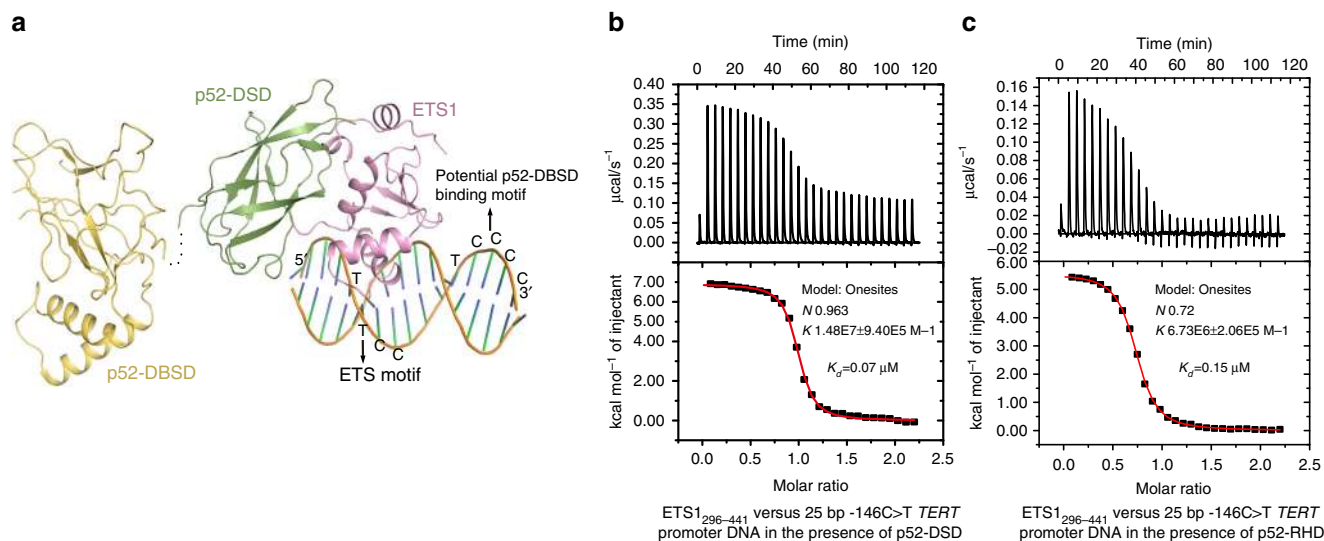 a
p52-DSD
ETS1
Potential p52-DBSD
binding motif
p52-DBSD
5′
T
T
C
C
T
C
C
C
3′
ETS motif
b
Time (min)
0 20 40 60 80 100 120
0.40
0.35
0.30
0.25
0.20
0.15
0.10
0.05
0.00
µcal/s⁻¹
7.00
6.00
4.00
2.00
0.00
kcal mol⁻¹ of injectant
Model: Onesites
N 0.963
K 1.48E7±9.40E5 M−1
Kd=0.07 µM
0.0 0.5 1.0 1.5 2.0 2.5
Molar ratio
ETS1₂₉₆₋₄₄₁ versus 25 bp -146C>T TERT
promoter DNA in the presence of p52-DSD
c
Time (min)
0 10 20 30 40 50 60 70 80 90 120
0.16
0.14
0.12
0.10
0.08
0.06
0.04
0.02
0.00
−0.02
µcal/s⁻¹
6.00
5.00
4.00
3.00
2.00
1.00
0.00
kcal mol⁻¹ of injectant
Model: Onesites
N 0.72
K 6.73E6±2.06E5 M−1
Kd=0.15 µM
0.0 0.5 1.0 1.5 2.0 2.5
Molar ratio
ETS1₂₉₆₋₄₄₁ versus 25 bp -146C>T TERT
promoter DNA in the presence of p52-RHD